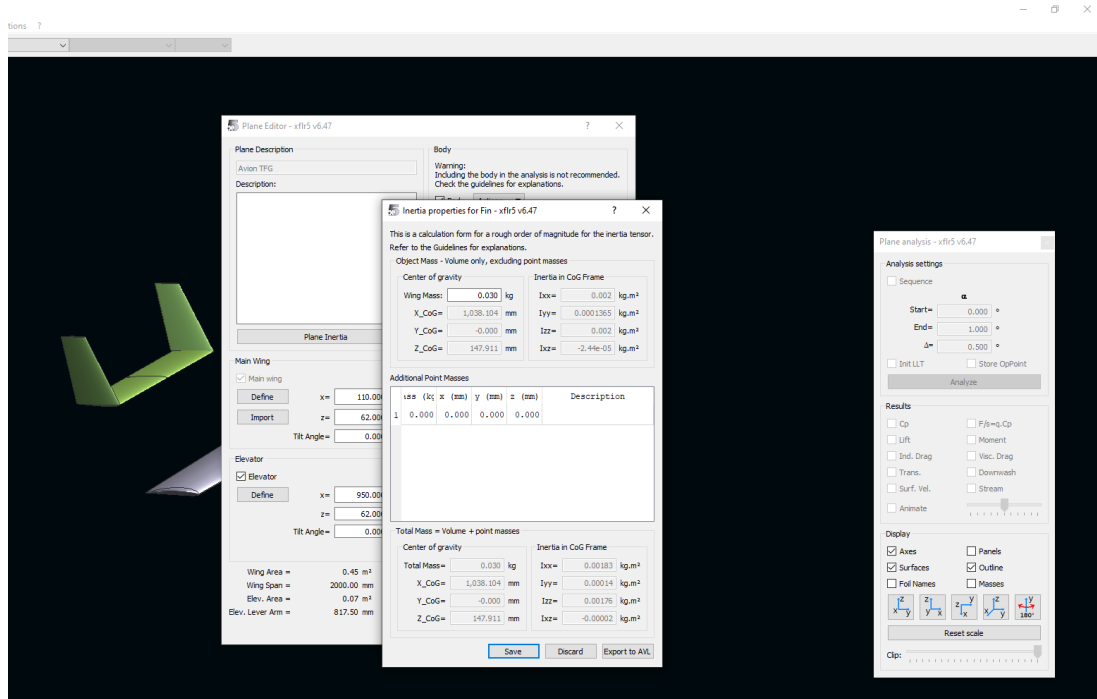 tions ?
Plane Editor - xflr5 v6.47 ?
Plane Description
Avion TFG
Description:
Plane Inertia
Main Wing
Main wing
Define x= 110.00
Import z= 62.00
Tilt Angle= 0.00
Elevator
Elevator
Define x= 950.00
z= 62.00
Tilt Angle= 0.00
Wing Area = 0.45 m²
Wing Span = 2000.00 mm
Elev. Area = 0.07 m²
Elev. Lever Arm = 817.50 mm
Body
Warning:
Including the body in the analysis is not recommended.
Check the guidelines for explanations.
Inertia properties for Fin - xflr5 v6.47 ?
This is a calculation form for a rough order of magnitude for the inertia tensor.
Refer to the Guidelines for explanations.
Object Mass - Volume only, excluding point masses
Center of gravity Inertia in CoG Frame
Wing Mass: 0.030 kg Ixx= 0.002 kg.m²
X_CoG= 1,038.104 mm Iyy= 0.0001365 kg.m²
Y_CoG= -0.000 mm Izz= 0.002 kg.m²
Z_CoG= 147.911 mm Ixz= -2.44e-05 kg.m²
Additional Point Masses
ass (kg x (mm) y (mm) z (mm) Description
1 0.000 0.000 0.000 0.000
Total Mass = Volume + point masses
Center of gravity Inertia in CoG Frame
Total Mass= 0.030 kg Ixx= 0.00183 kg.m²
X_CoG= 1,038.104 mm Iyy= 0.00014 kg.m²
Y_CoG= -0.000 mm Izz= 0.00176 kg.m²
Z_CoG= 147.911 mm Ixz= -0.00002 kg.m²
Save Discard Export to AVL
Plane analysis - xflr5 v6.47
Analysis settings
Sequence
α
Start= 0.000 °
End= 1.000 °
Δ= 0.500 °
Init LLT Store OpPoint
Analyze
Results
Cp F/s=q.Cp
Lift Moment
Ind. Drag Visc. Drag
Trans. Downwash
Surf. Vel. Stream
Animate
Display
Axes Panels
Surfaces Outline
Foil Names Masses
z x y z y x z y x z x y y 180°
Reset scale
Clip: